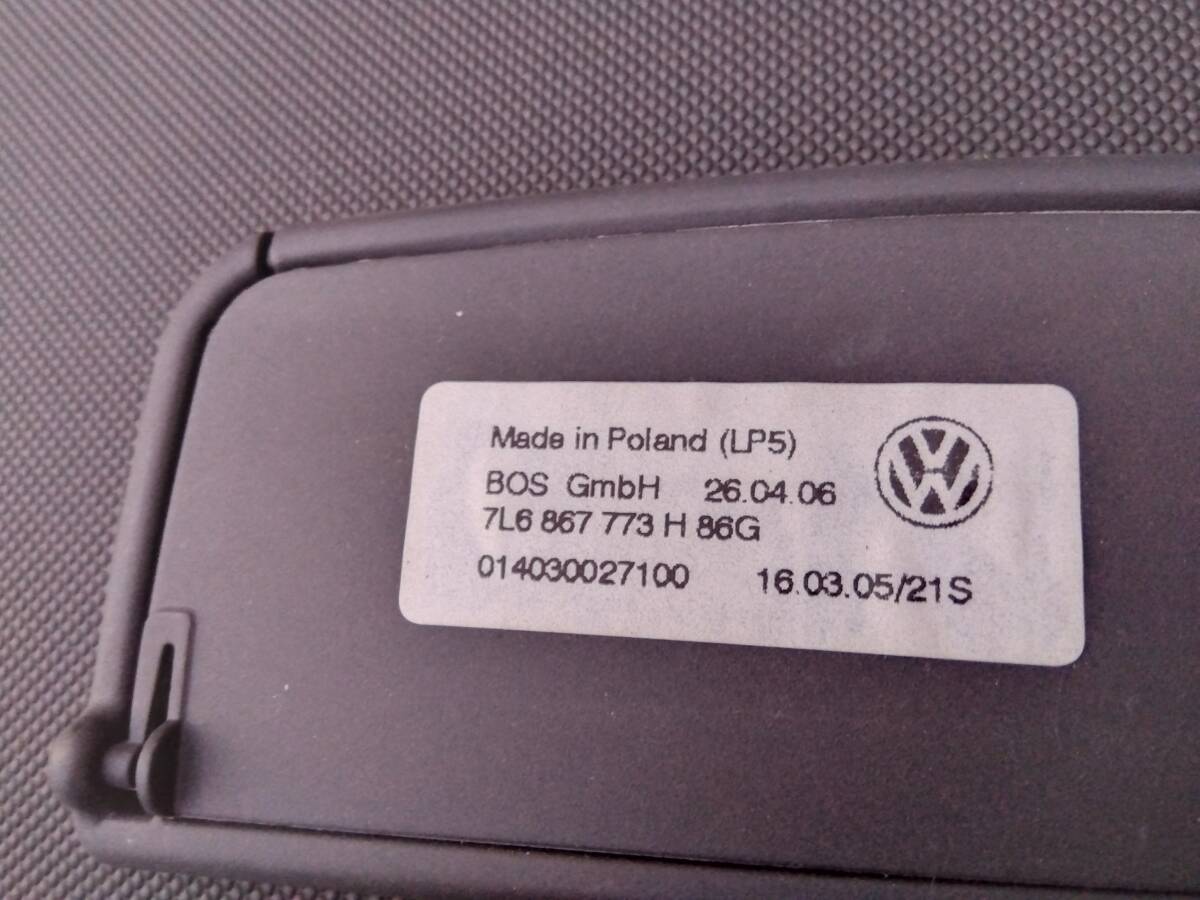 Made in Poland (LP5)
BOS GmbH 26.04.06
7L6 867 773 H 86G
014030027100 16.03.05/21S